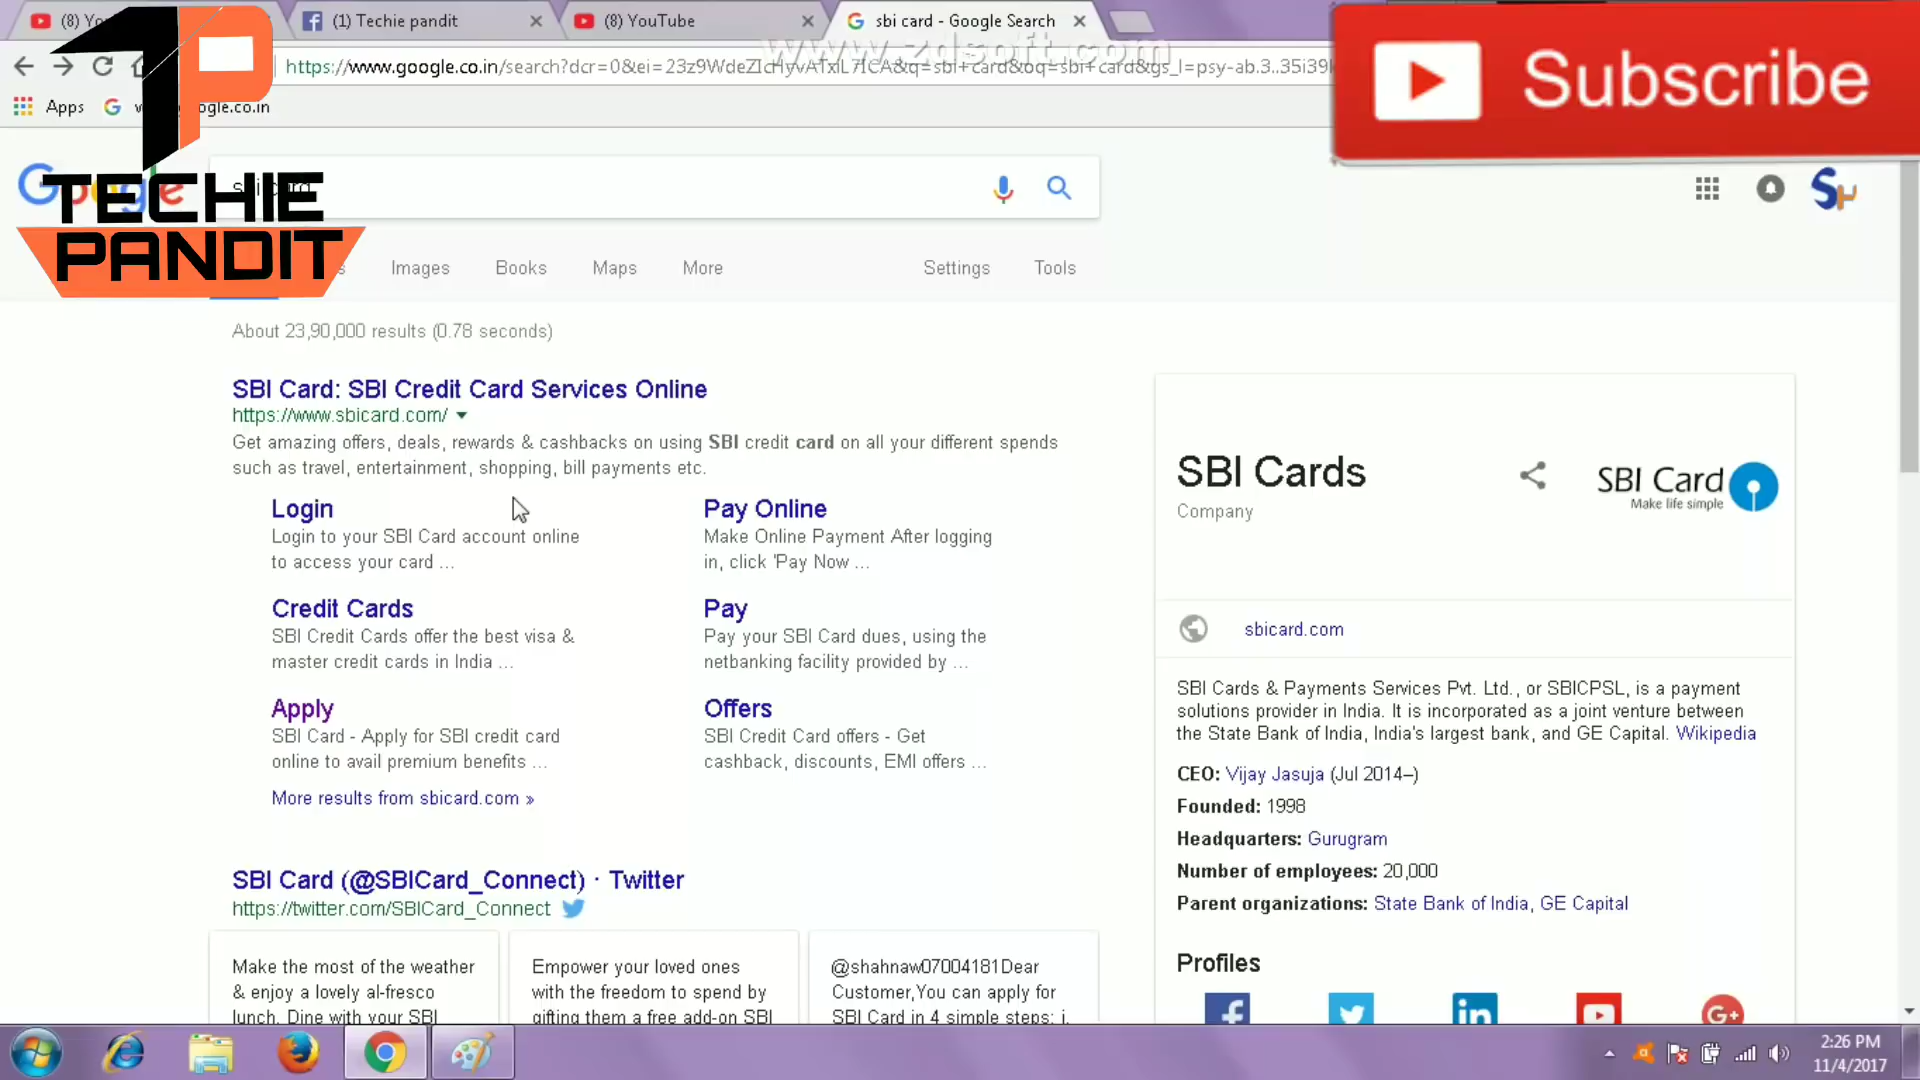 (8) Yo
(1) Techie pandit
(8) YouTube
sbi card - Google Search
www.zdsoft.com
https://www.google.co.in/search?dcr=0&ei=
q=sbi+card&oq=sbi+card&gs_l=psy-ab.3..35i39k
Subscribe
Apps
ogle.co.in
1P
TECHIE
PANDIT
Google
Images
Books
Maps
More
Settings
Tools
About 23,90,000 results (0.78 seconds)
SBI Card: SBI Credit Card Services Online
https://www.sbicard.com/
Get amazing offers, deals, rewards & cashbacks on using SBI credit card on all your different spends
such as travel, entertainment, shopping, bill payments etc.
Login
Login to your SBI Card account online
to access your card ...
Pay Online
Make Online Payment After logging
in, click 'Pay Now ...
Credit Cards
SBI Credit Cards offer the best visa &
master credit cards in India ...
Pay
Pay your SBI Card dues, using the
netbanking facility provided by ...
Apply
SBI Card - Apply for SBI credit card
online to avail premium benefits ...
Offers
SBI Credit Card offers - Get
cashback, discounts, EMI offers ...
More results from sbicard.com »
SBI Card (@SBICard_Connect) · Twitter
https://twitter.com/SBICard_Connect
Make the most of the weather
& enjoy a lovely al-fresco
lunch. Dine with your SBI
Empower your loved ones
with the freedom to spend by
gifting them a free add-on SBI
@shahnaw07004181Dear
Customer,You can apply for
SBI Card in 4 simple steps: i.
SBI Cards
Company
SBI Card
Make life simple
sbicard.com
SBI Cards & Payments Services Pvt. Ltd., or SBICPSL, is a payment
solutions provider in India. It is incorporated as a joint venture between
the State Bank of India, India's largest bank, and GE Capital. Wikipedia
CEO: Vijay Jasuja (Jul 2014–)
Founded: 1998
Headquarters: Gurugram
Number of employees: 20,000
Parent organizations: State Bank of India, GE Capital
Profiles
2:26 PM
11/4/2017